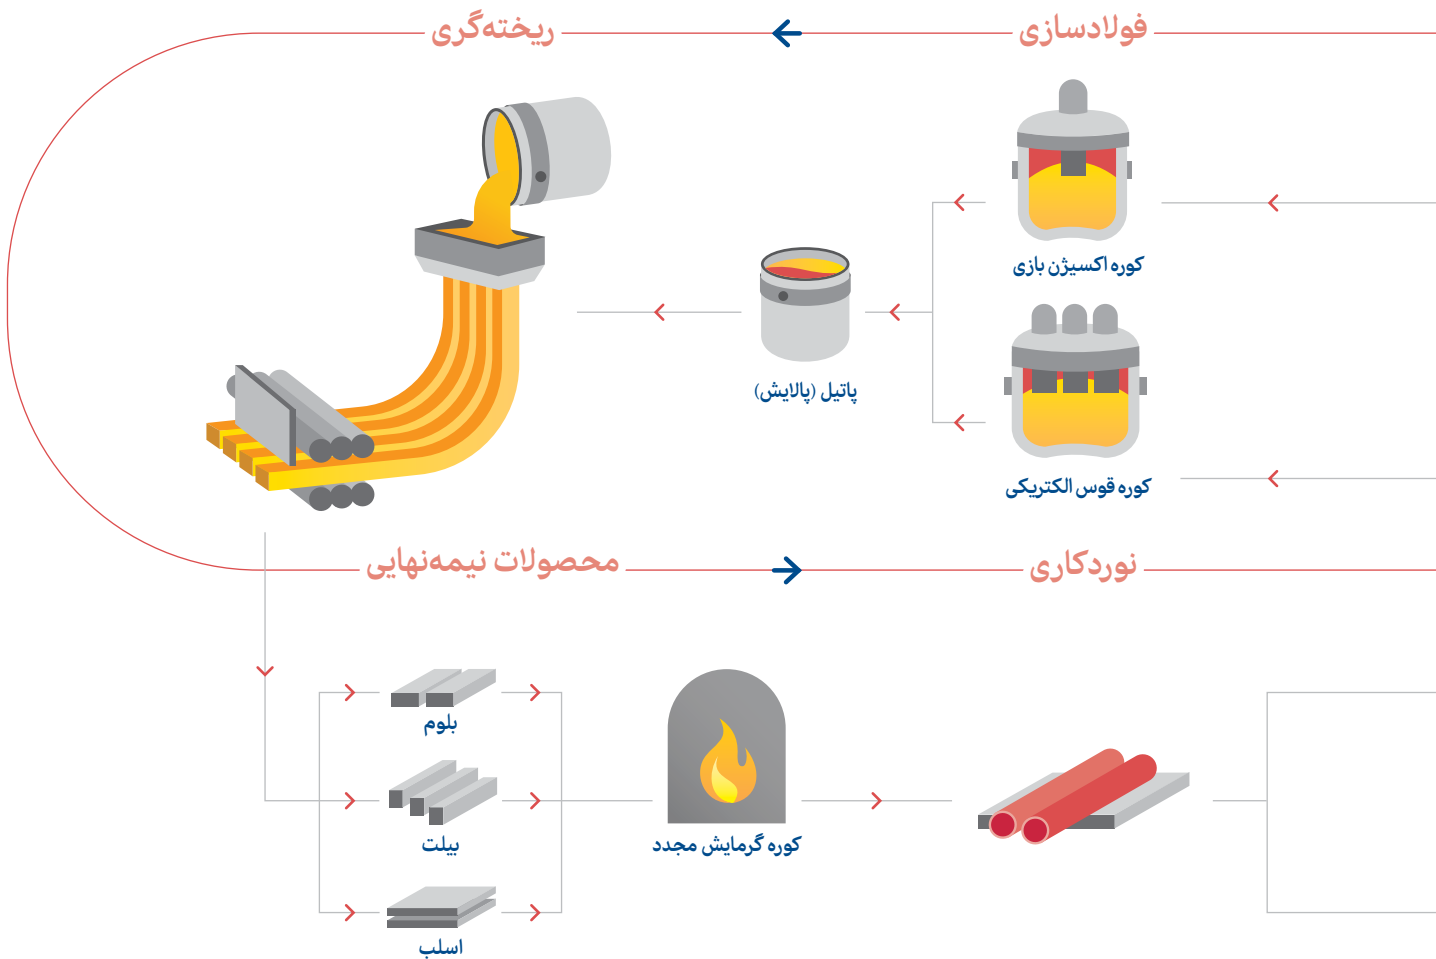 فولادسازی
ریخته‌گری
کوره اکسیژن بازی
پاتیل (پالایش)
کوره قوس الکتریکی
محصولات نیمه‌نهایی
نوردکاری
بلوم
بیلت
کوره گرمایش مجدد
اسلب